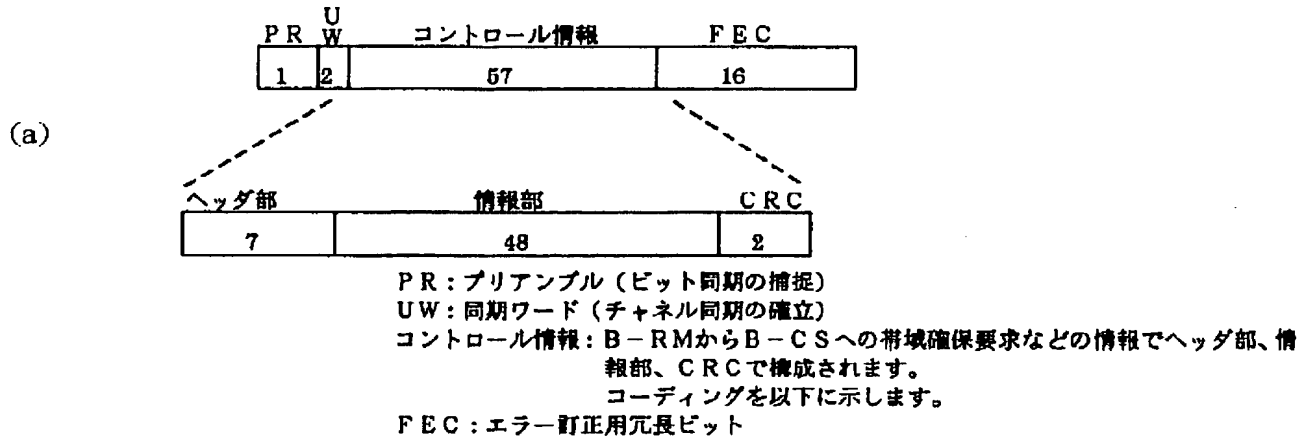 U
PR W コントロール情報 FEC
1 2 57 16
(a)
ヘッダ部 情報部 CRC
7 48 2
PR:プリアンブル(ビット同期の捕捉)
UW:同期ワード(チャネル同期の確立)
コントロール情報:B-RMからB-CSへの帯域確保要求などの情報でヘッダ部、情
報部、CRCで構成されます。
コーディングを以下に示します。
FEC:エラー訂正用冗長ビット